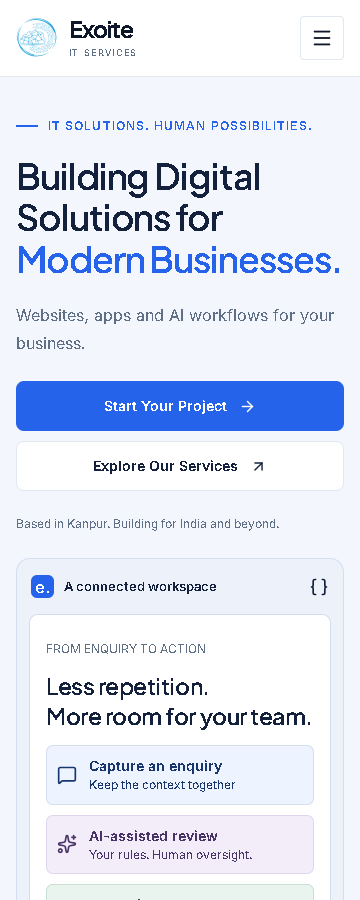 Exoite
IT SERVICES
IT SOLUTIONS. HUMAN POSSIBILITIES.
Building Digital
Solutions for
Modern Businesses.
Websites, apps and AI workflows for your
business.
Start Your Project
Explore Our Services
Based in Kanpur. Building for India and beyond.
e. A connected workspace {}
FROM ENQUIRY TO ACTION
Less repetition.
More room for your team.
Capture an enquiry
Keep the context together
AI-assisted review
Your rules. Human oversight.